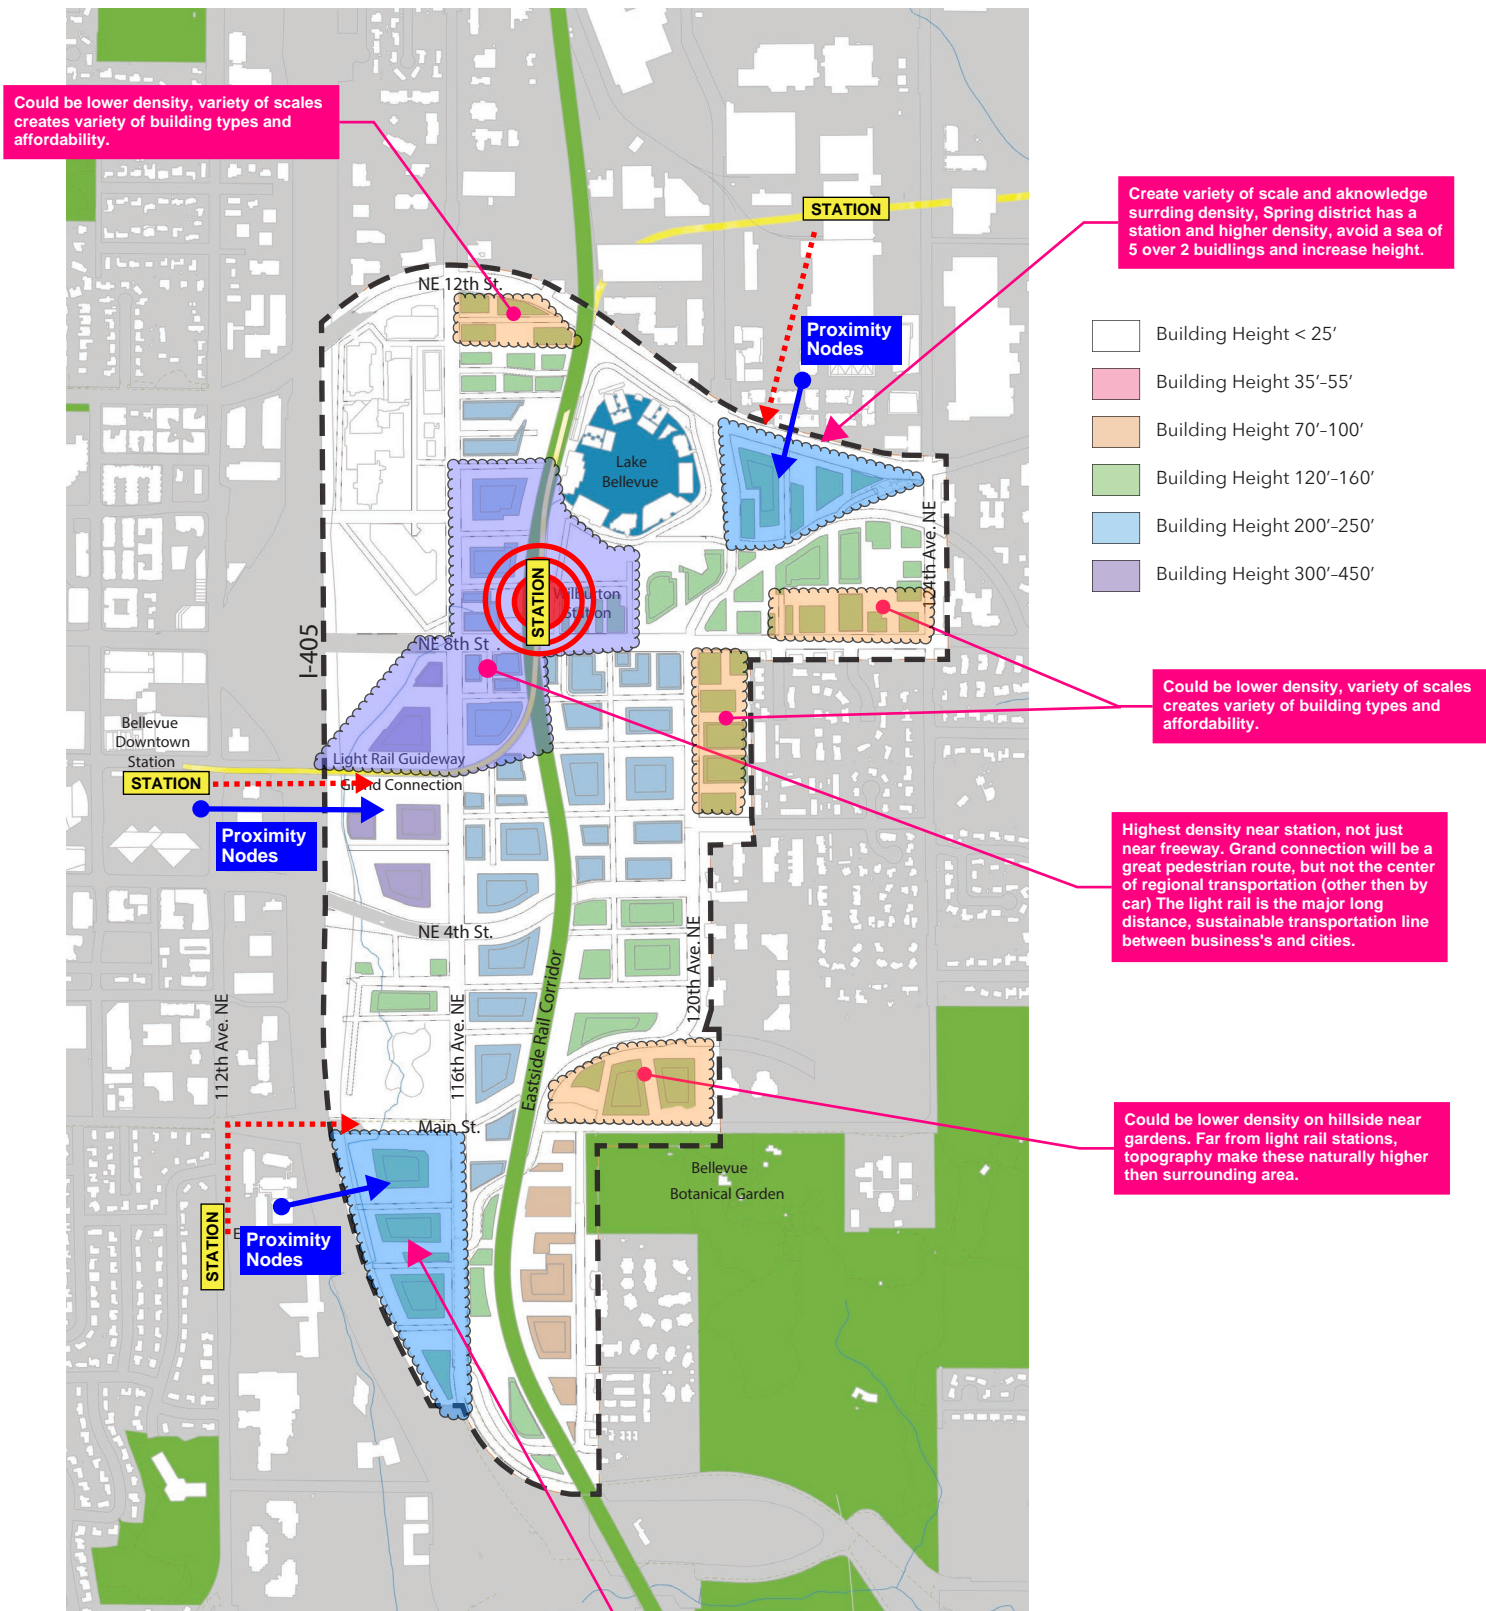 Could be lower density, variety of scales
creates variety of building types and
affordability.
STATION
Create variety of scale and aknowledge
surrding density, Spring district has a
station and higher density, avoid a sea of
5 over 2 buidlings and increase height.
NE 12th St.
Proximity
Nodes
Building Height < 25′
Building Height 35′-55′
Building Height 70′-100′
Building Height 120′-160′
Building Height 200′-250′
Building Height 300′-450′
Lake
Bellevue
124th Ave. NE
STATION
Wilburton
Station
I-405
NE 8th St .
Could be lower density, variety of scales
creates variety of building types and
affordability.
Bellevue
Downtown
Station
STATION
Light Rail Guideway
Grand Connection
Proximity
Nodes
Highest density near station, not just
near freeway. Grand connection will be a
great pedestrian route, but not the center
of regional transportation (other then by
car) The light rail is the major long
distance, sustainable transportation line
between business's and cities.
NE 4th St.
120th Ave. NE
Eastside Rail Corridor
116th Ave. NE
112th Ave. NE
Main St.
Could be lower density on hillside near
gardens. Far from light rail stations,
topography make these naturally higher
then surrounding area.
Bellevue
Botanical Garden
STATION
Proximity
Nodes